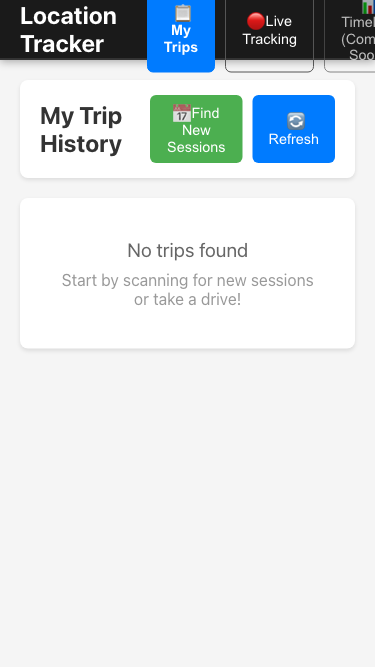 Location
Tracker
My
Trips
Live
Tracking
(Com
Soo
My Trip
History
Find
New
Sessions
Refresh
No trips found
Start by scanning for new sessions
or take a drive!